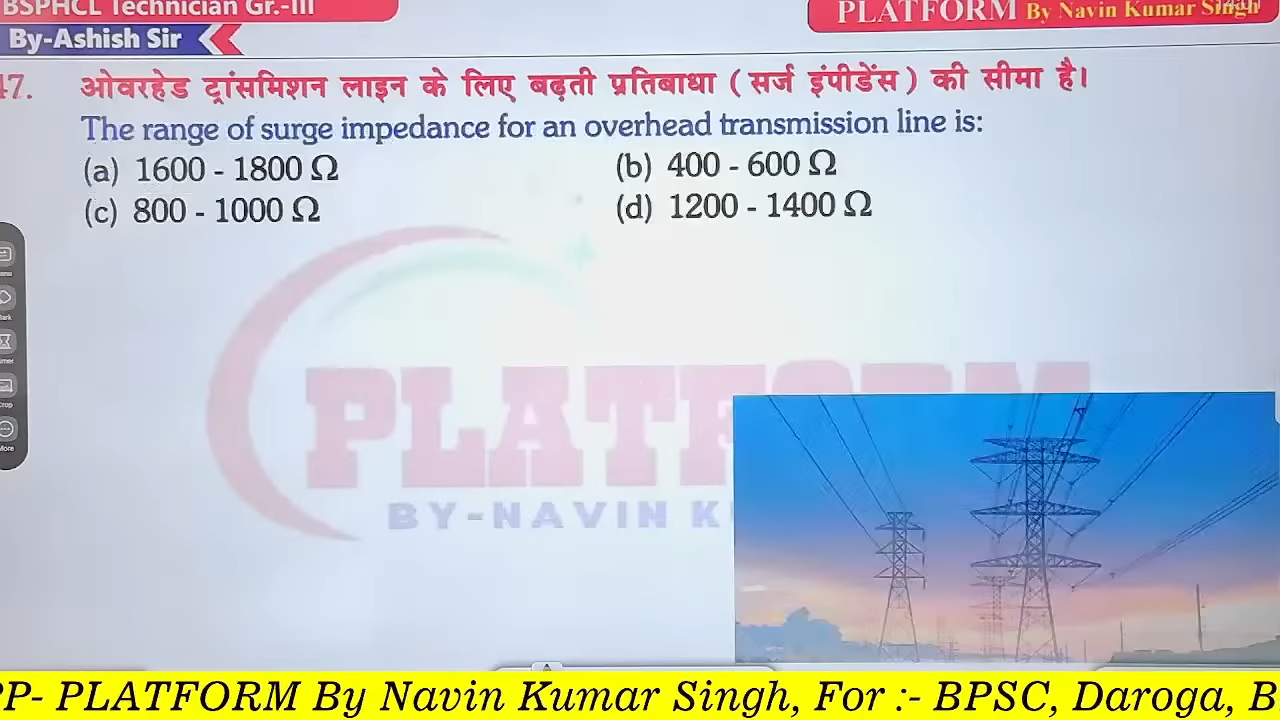 BSPHCL Technician Gr.-III
PLATFORM By Navin Kumar Singh
By-Ashish Sir
47. ओवरहेड ट्रांसमिशन लाइन के लिए बढ़ती प्रतिबाधा ( सर्ज इंपीडेंस ) की सीमा है।
The range of surge impedance for an overhead transmission line is:
(a) 1600 - 1800 Ω
(b) 400 - 600 Ω
(c) 800 - 1000 Ω
(d) 1200 - 1400 Ω
PLATFORM
BY-NAVIN K
More
PP- PLATFORM By Navin Kumar Singh, For :- BPSC, Daroga, B